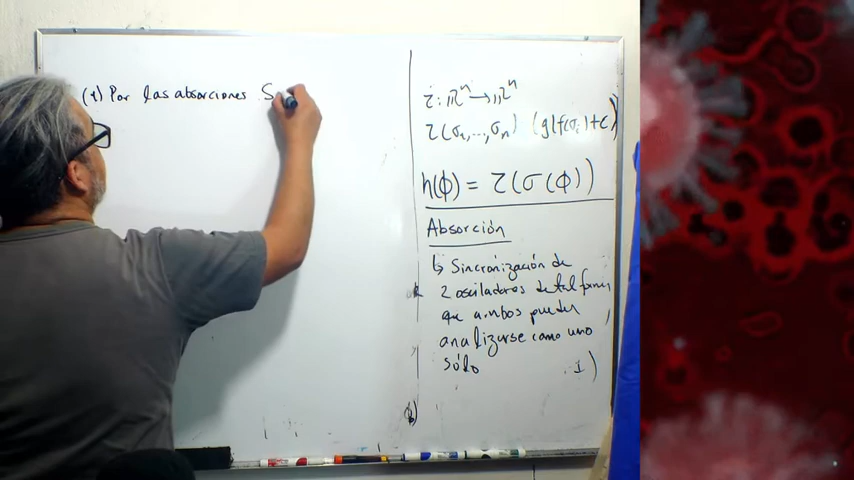 (1) Por las absorciones S
τ: ℝⁿ → ℝⁿ
τ(σ₁,...,σₙ) (g(f(σᵢ)+c)
h(ϕ) = τ(σ(ϕ))
Absorción
↳ Sincronización de
2 osciladores de tal forma
que ambos pueden
analizarse como uno
sólo